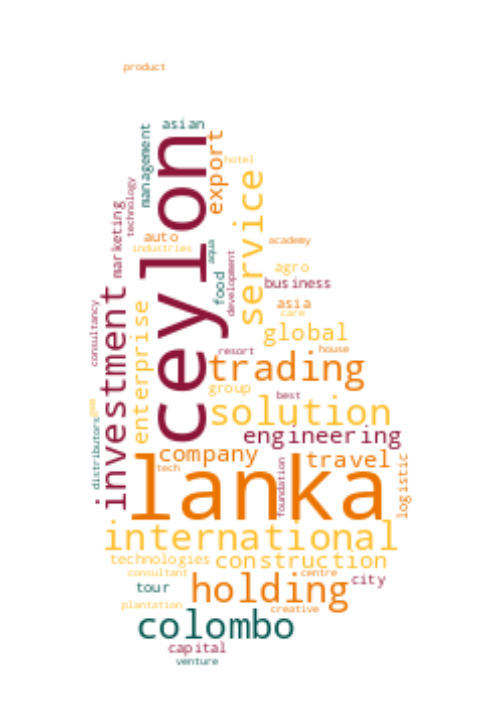 product
asian
management
ceylon
export
hotel
service
technology
marketing
auto
industries
aqua
academy
food
development
agro
business
asia
care
investment
enterprise
consultancy
global
house
resort
trading
group
best
gem
solution
distributors
engineering
company
travel
tech
lanka
foundation
logistic
international
technologies
construction
consultant
centre
city
tour
holding
plantation
creative
colombo
capital
venture